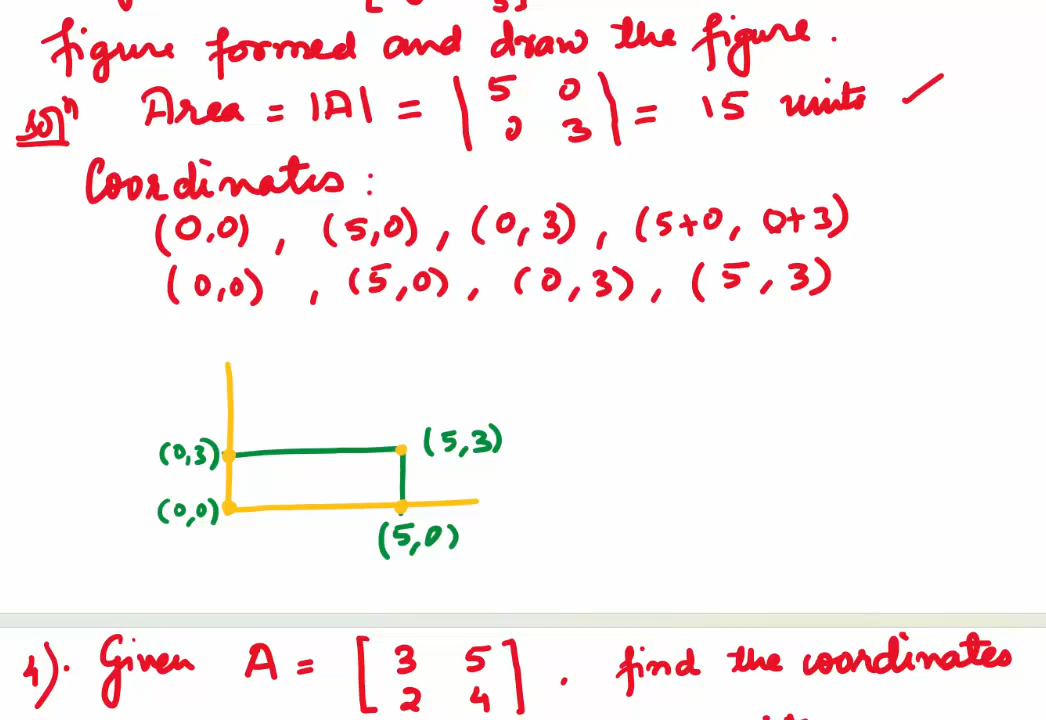 figure formed and draw the figure.
Solⁿ Area = |A| = | 5 0 | = 15 units ✓
0 3
Coordinates:
(0,0), (5,0), (0,3), (5+0, 0+3)
(0,0), (5,0), (0,3), (5,3)
(0,3) (5,3)
(0,0)
(5,0)
4). Given A = [ 3 5 ]. find the coordinates
2 4